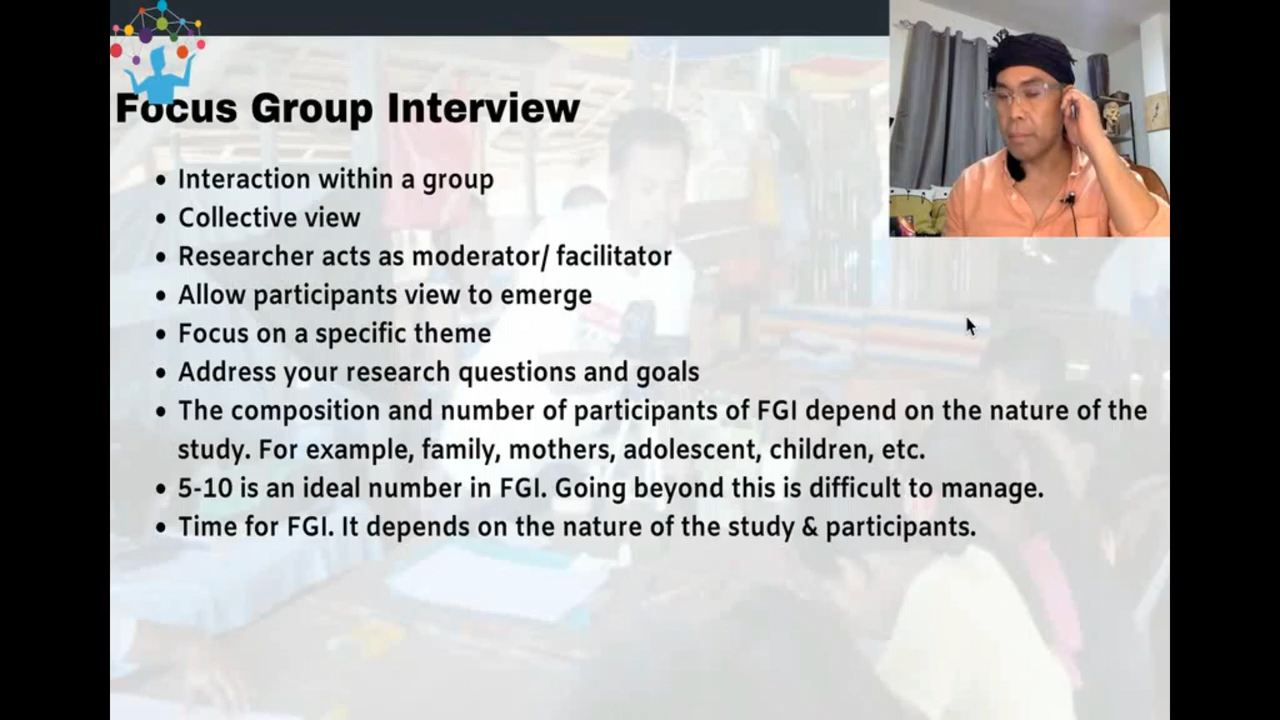 Focus Group Interview
• Interaction within a group
• Collective view
• Researcher acts as moderator/ facilitator
• Allow participants view to emerge
• Focus on a specific theme
• Address your research questions and goals
• The composition and number of participants of FGI depend on the nature of the
study. For example, family, mothers, adolescent, children, etc.
• 5-10 is an ideal number in FGI. Going beyond this is difficult to manage.
• Time for FGI. It depends on the nature of the study & participants.